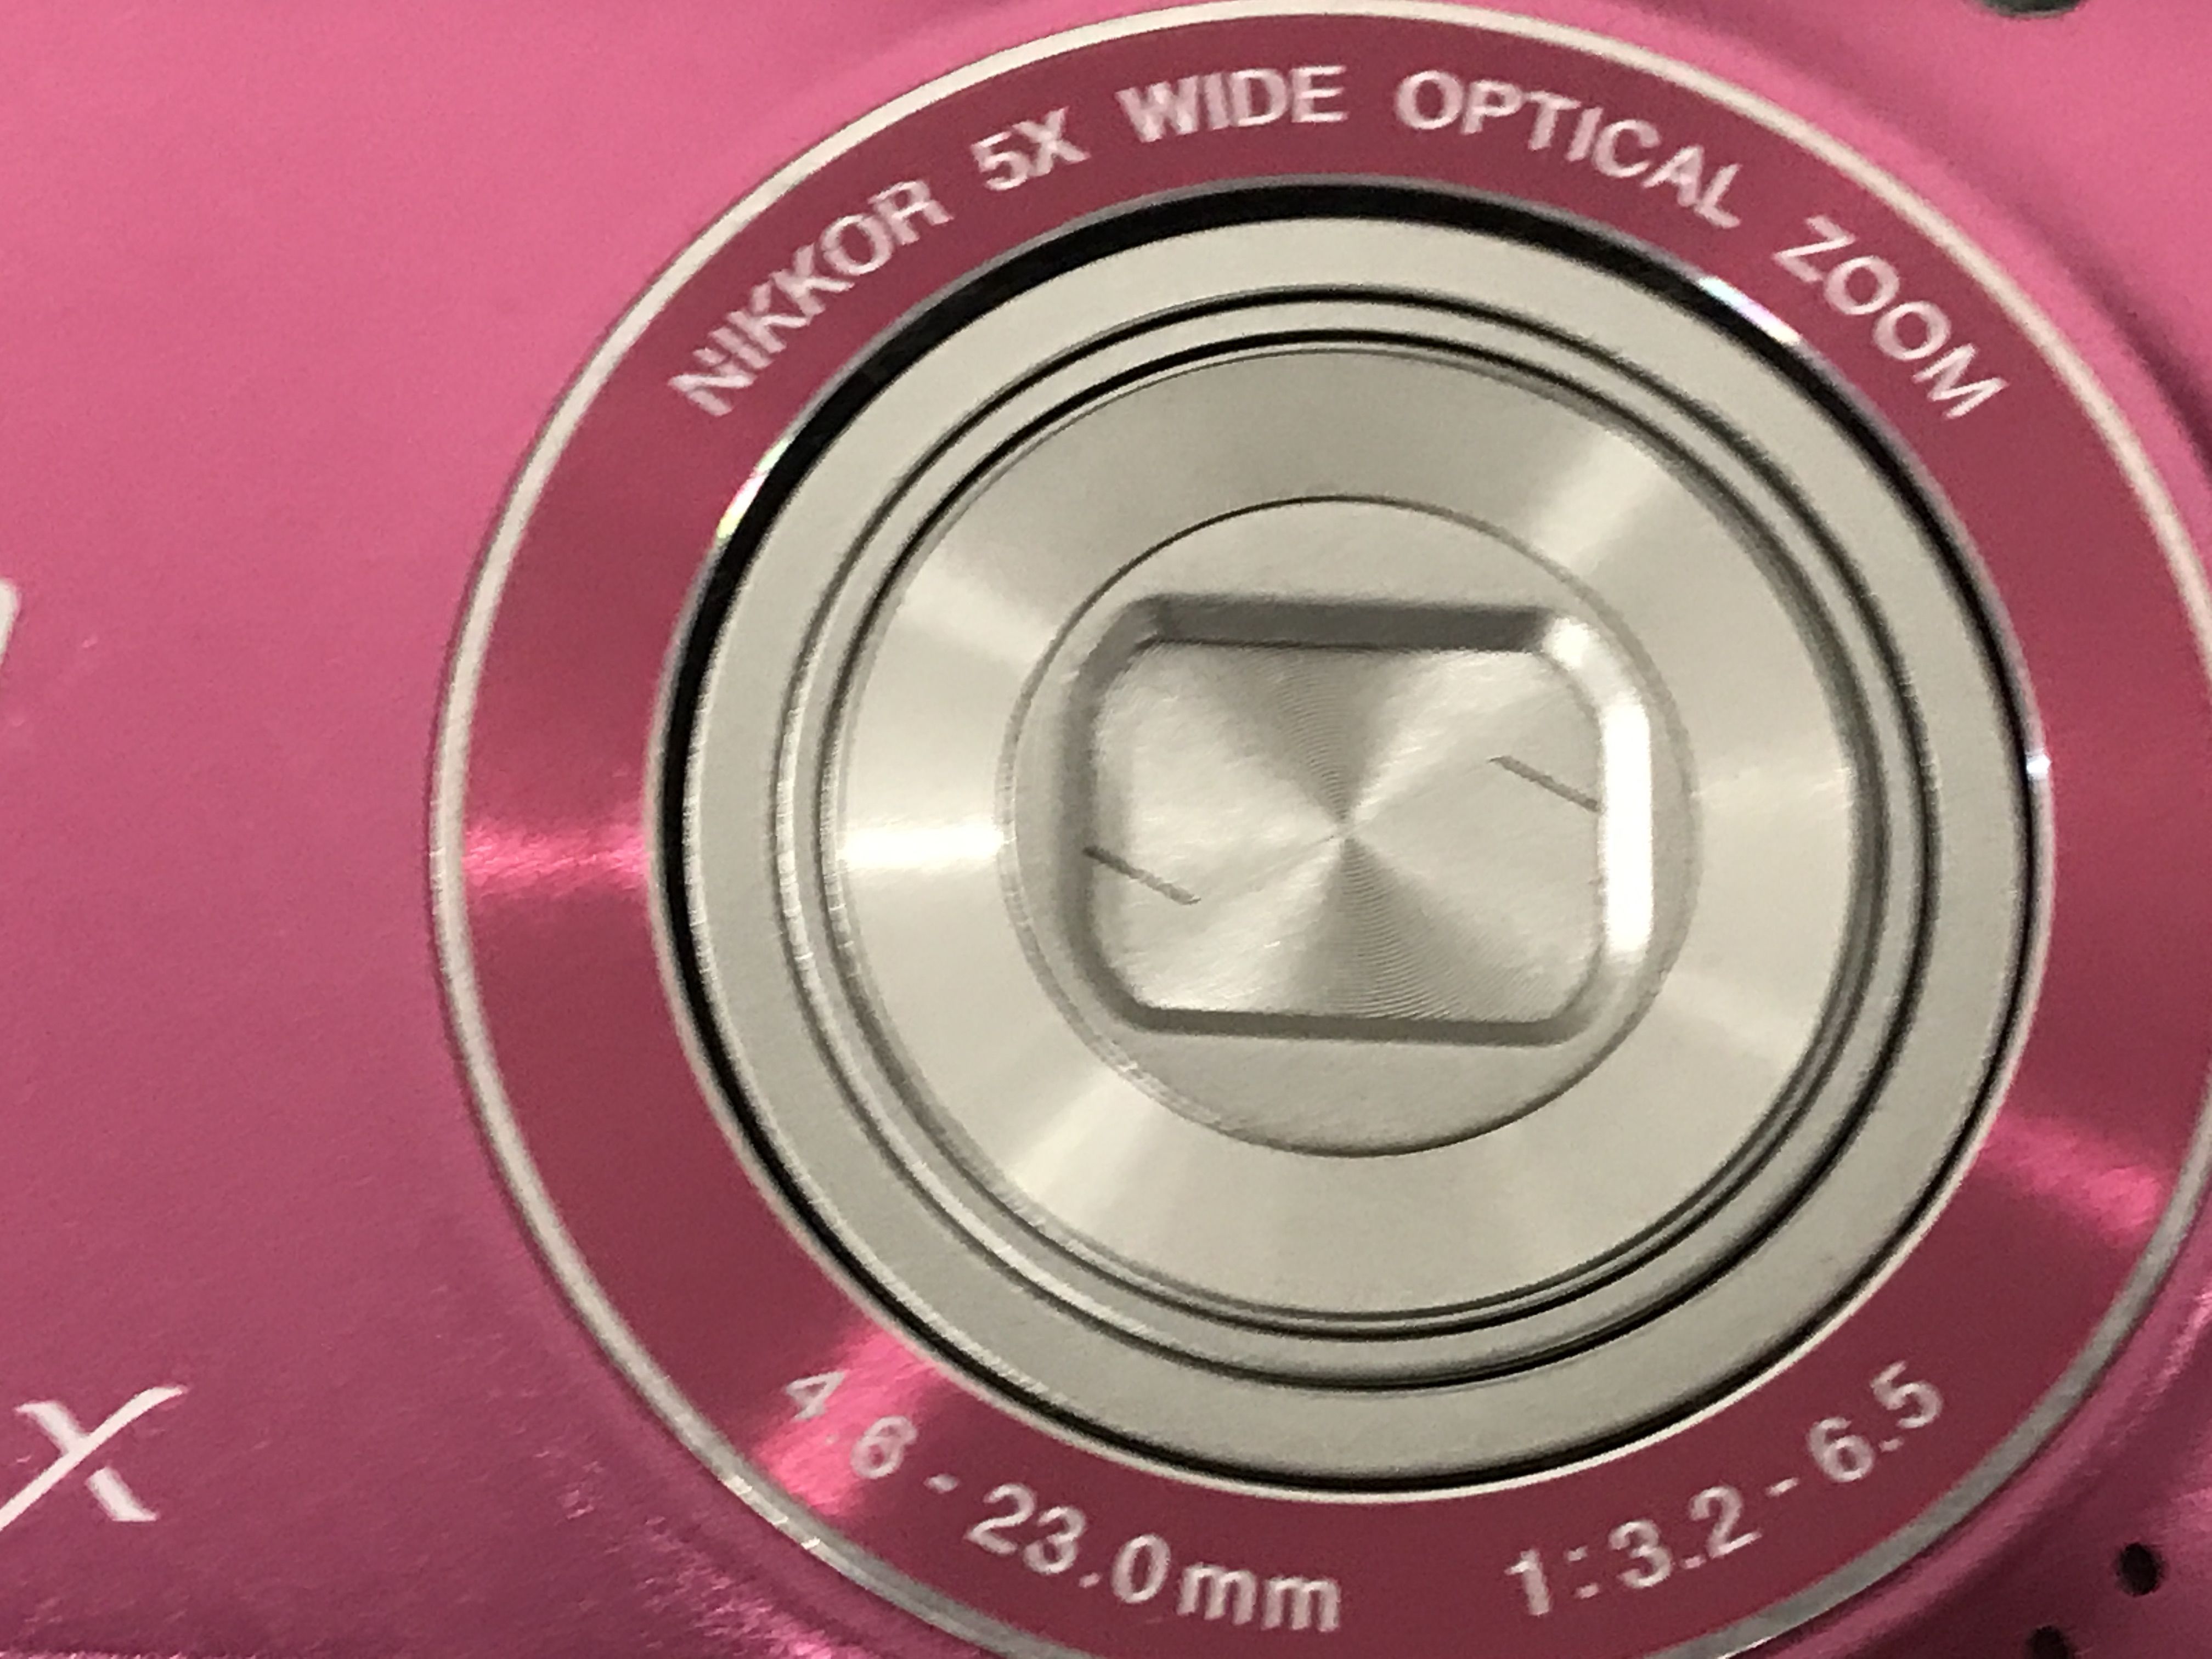 NIKKOR 5X WIDE OPTICAL ZOOM
X
4.6-23.0mm 1:3.2-6.5